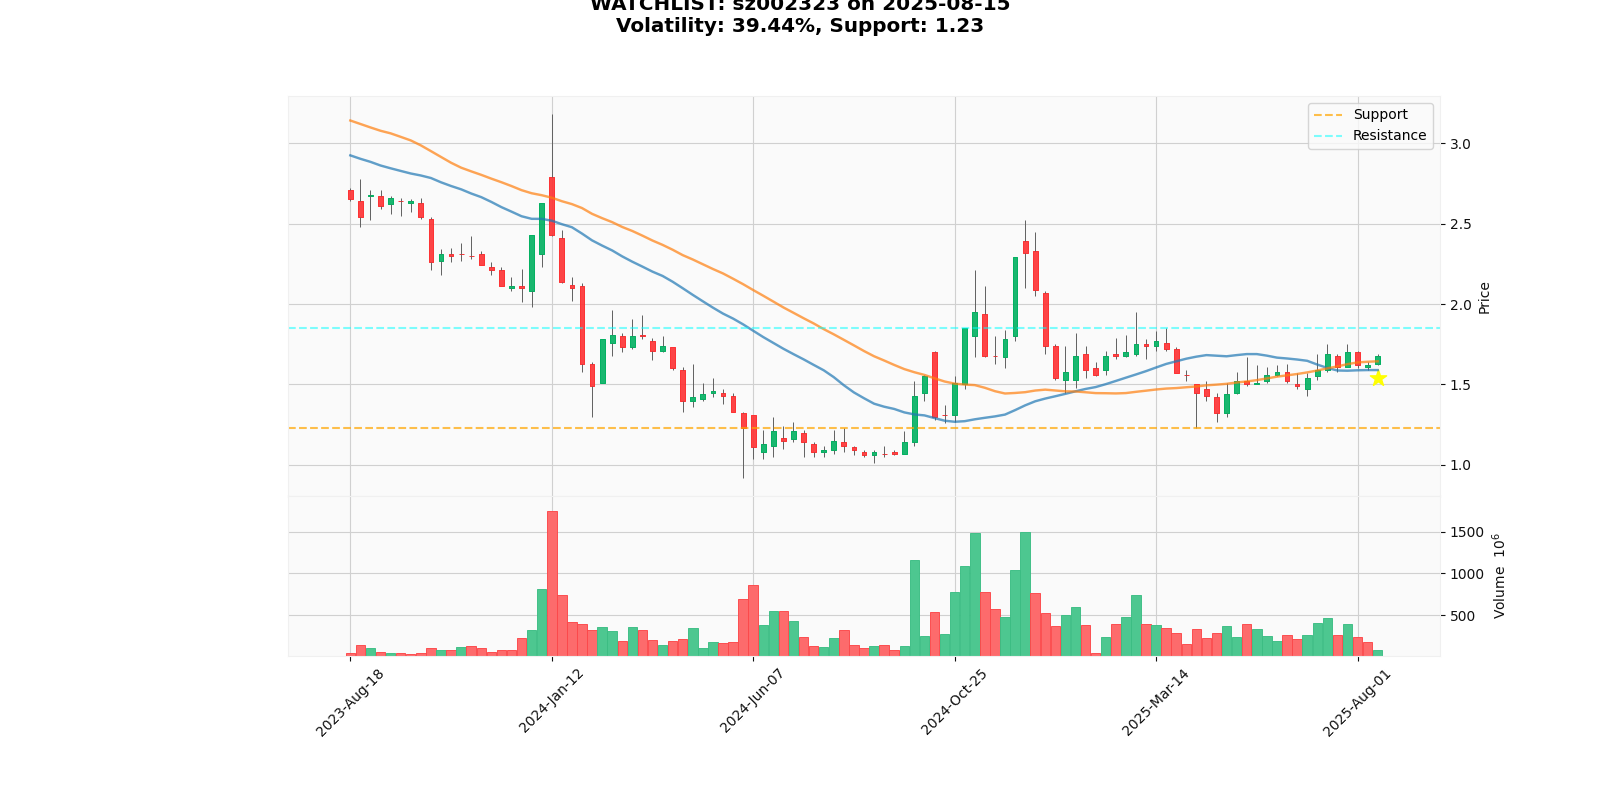 WATCHLIST: sz002323 on 2025-08-15
Volatility: 39.44%, Support: 1.23
Support
Resistance
3.0
2.5
2.0
1.5
1.0
Price
1500
1000
500
Volume 10^6
2023-Aug-18
2024-Jan-12
2024-Jun-07
2024-Oct-25
2025-Mar-14
2025-Aug-01